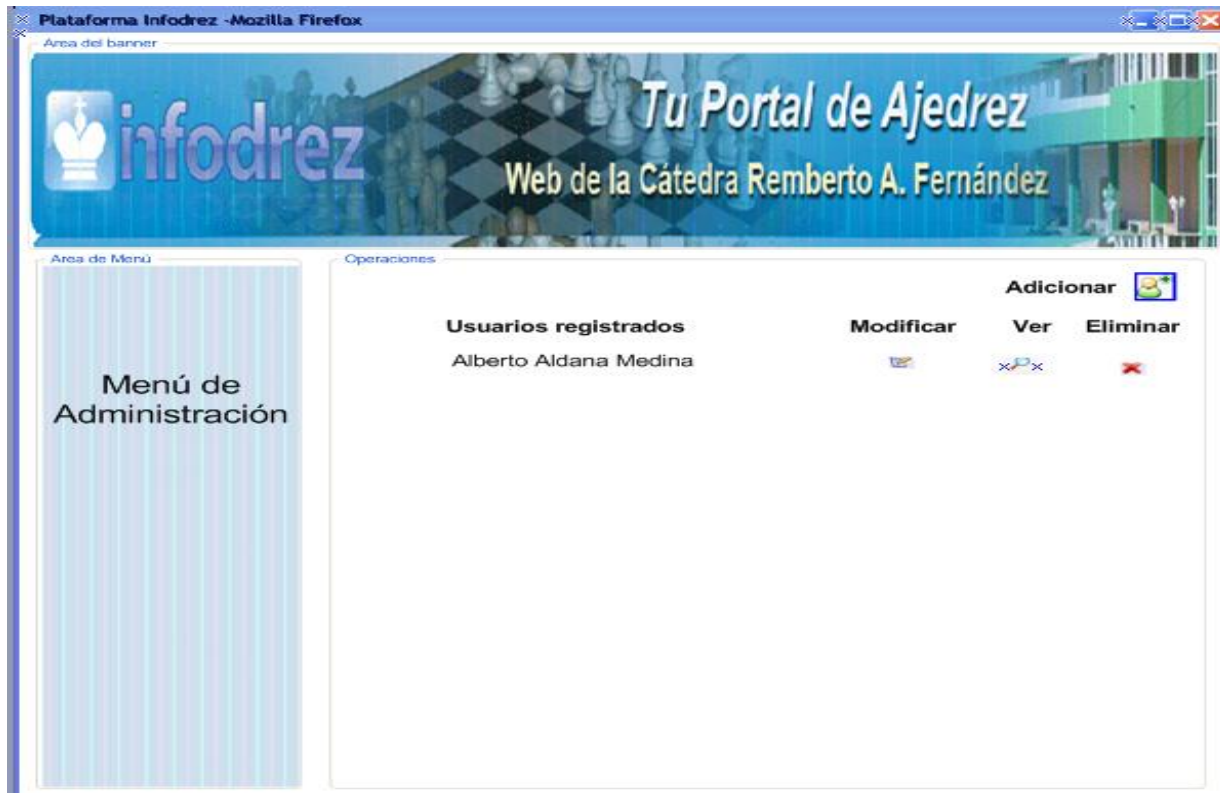 Plataforma Infodrez -Mozilla Firefox
Area del banner
infodrez
Tu Portal de Ajedrez
Web de la Cátedra Remberto A. Fernández
Area de Menú
Menú de
Administración
Operaciones
Adicionar
Usuarios registrados Modificar Ver Eliminar
Alberto Aldana Medina